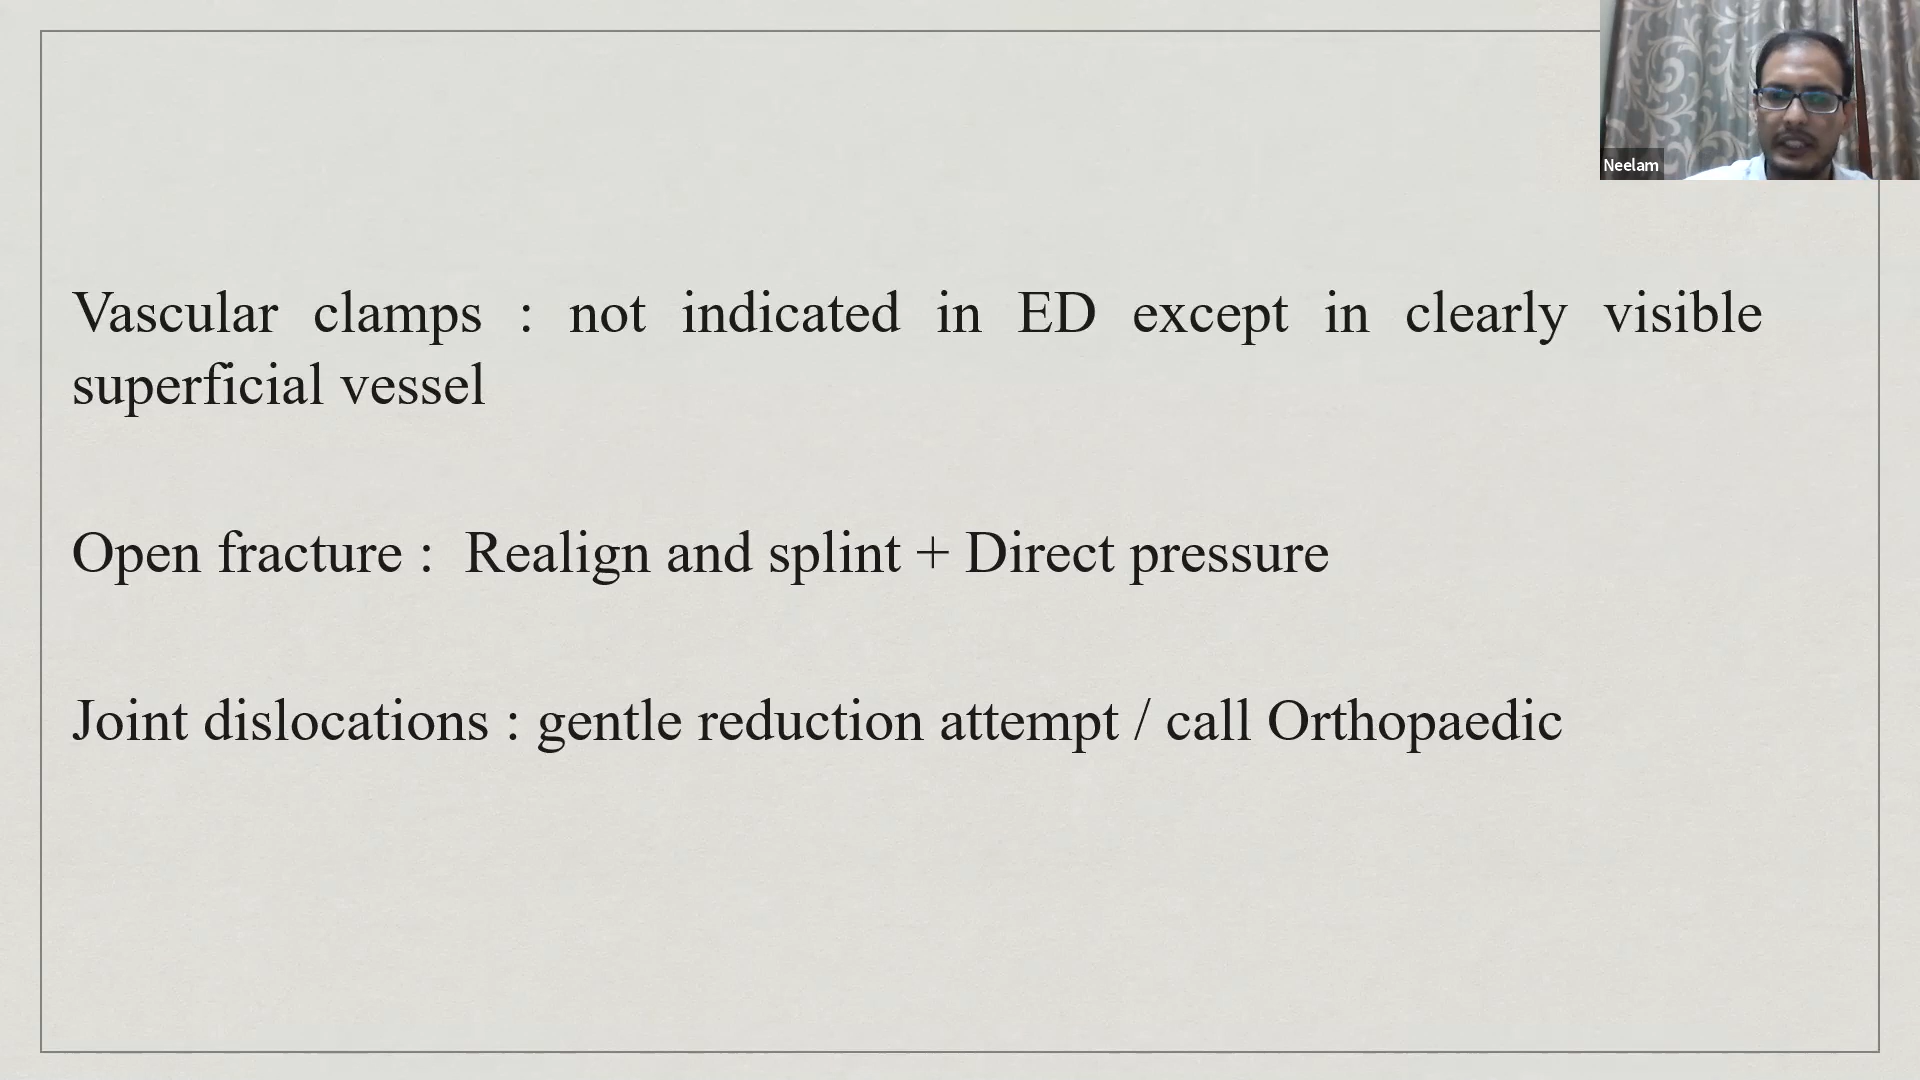 Neelam
Vascular clamps : not indicated in ED except in clearly visible
superficial vessel
Open fracture : Realign and splint + Direct pressure
Joint dislocations : gentle reduction attempt / call Orthopaedic